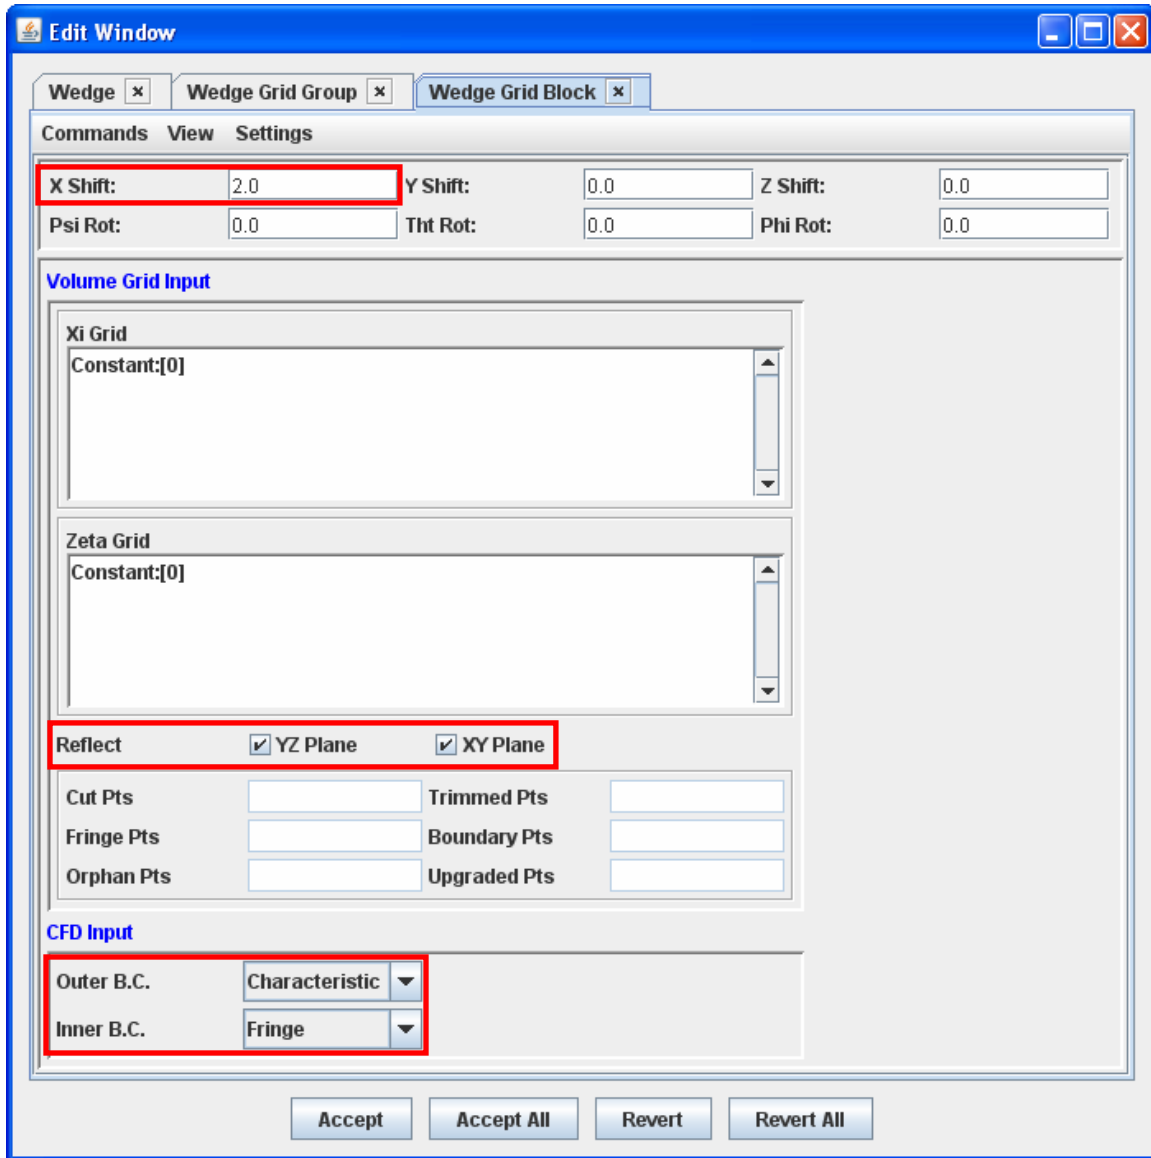 Edit Window
Wedge Wedge Grid Group Wedge Grid Block
Commands View Settings
X Shift: 2.0 Y Shift: 0.0 Z Shift: 0.0
Psi Rot: 0.0 Tht Rot: 0.0 Phi Rot: 0.0
Volume Grid Input
Xi Grid
Constant:[0]
Zeta Grid
Constant:[0]
Reflect YZ Plane XY Plane
Cut Pts Trimmed Pts
Fringe Pts Boundary Pts
Orphan Pts Upgraded Pts
CFD Input
Outer B.C. Characteristic
Inner B.C. Fringe
Accept Accept All Revert Revert All